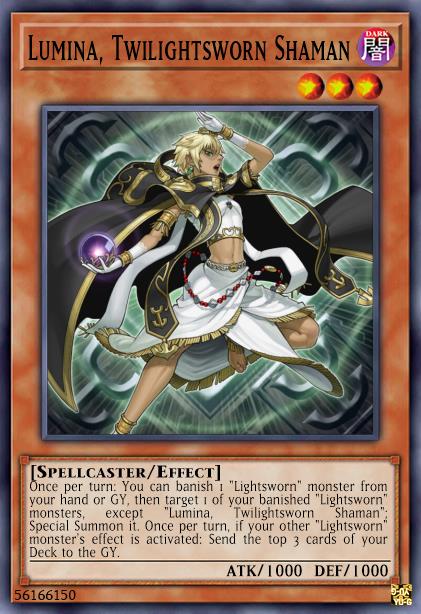 Lumina, Twilightsworn Shaman
DARK
闇
[Spellcaster/Effect]
Once per turn: You can banish 1 "Lightsworn" monster from
your hand or GY, then target 1 of your banished "Lightsworn"
monsters, except "Lumina, Twilightsworn Shaman";
Special Summon it. Once per turn, if your other "Lightsworn"
monster's effect is activated: Send the top 3 cards of your
Deck to the GY.
ATK/1000 DEF/1000
56166150